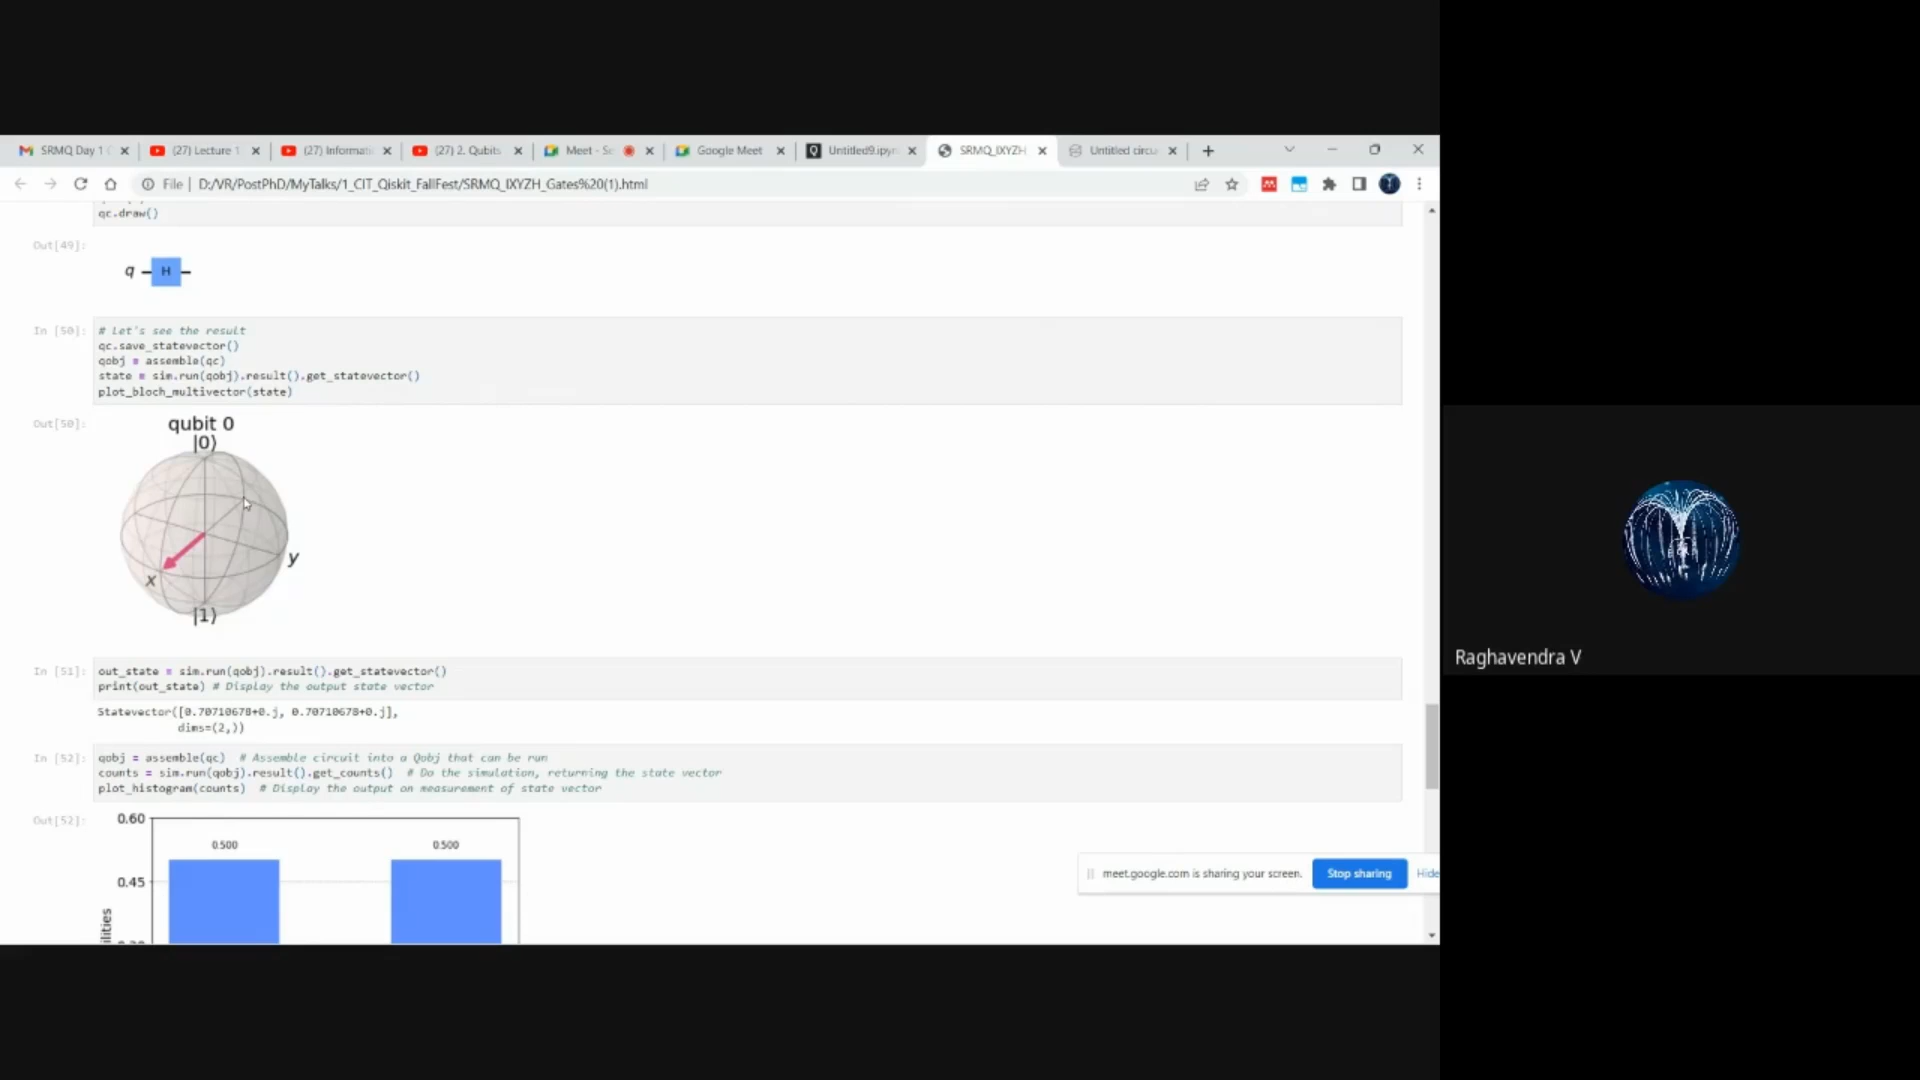 SRMQ Day 1
(27) Lecture 1
(27) Informati
(27) 2. Qubits
Meet - Sc
Google Meet
Untitled9.ipyn
SRMQ_IXYZH
Untitled circu
File | D:/VR/PostPhD/MyTalks/1_CIT_Qiskit_FallFest/SRMQ_IXYZH_Gates%20(1).html
qc.draw()
Out[49]:
q H
In [50]:
# Let's see the result
qc.save_statevector()
qobj = assemble(qc)
state = sim.run(qobj).result().get_statevector()
plot_bloch_multivector(state)
Out[50]:
qubit 0
|0⟩
y
x
|1⟩
In [51]:
out_state = sim.run(qobj).result().get_statevector()
print(out_state) # Display the output state vector
Statevector([0.70710678+0.j, 0.70710678+0.j],
dims=(2,))
In [52]:
qobj = assemble(qc) # Assemble circuit into a Qobj that can be run
counts = sim.run(qobj).result().get_counts() # Do the simulation, returning the state vector
plot_histogram(counts) # Display the output on measurement of state vector
Out[52]:
0.60
0.500 0.500
0.45
ilities
meet.google.com is sharing your screen. Stop sharing Hide
Raghavendra V